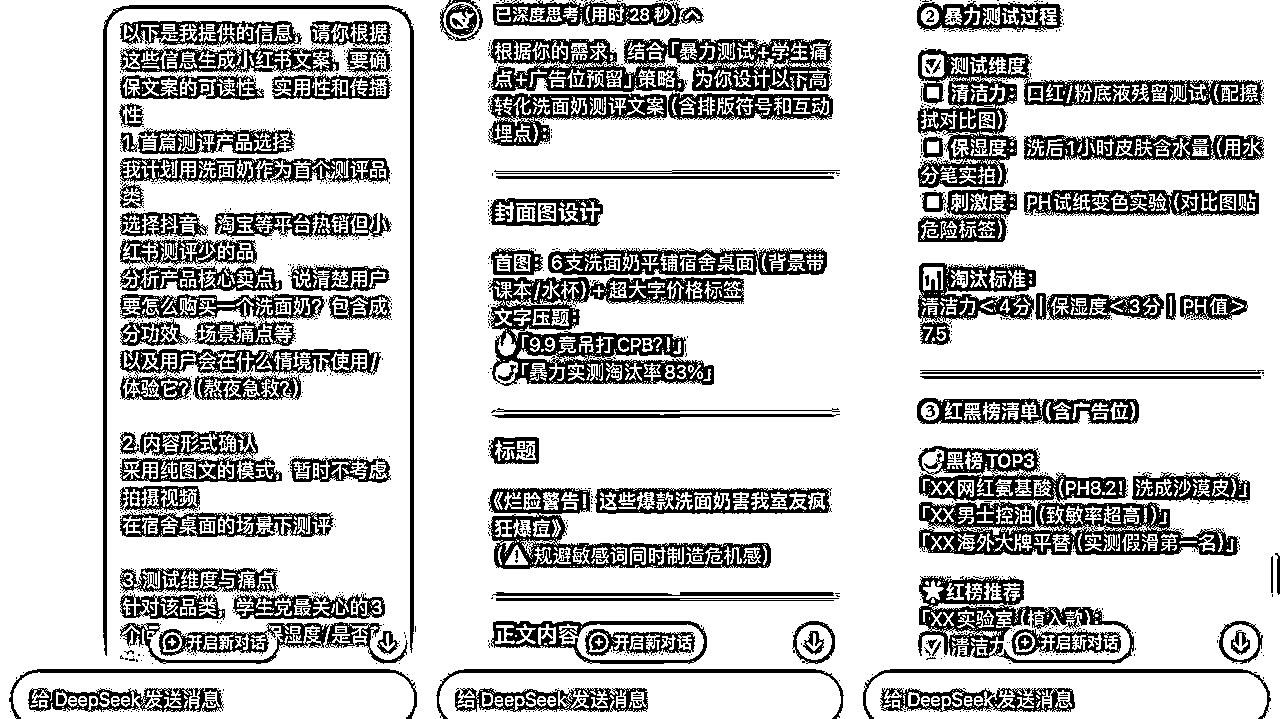 以下是我提供的信息，请你根据
这些信息生成小红书文案，要确
保文案的可读性、实用性和传播
性
1. 首篇测评产品选择
我计划用洗面奶作为首个测评品
类
选择抖音、淘宝等平台热销但小
红书测评少的品
分析产品核心卖点，说清楚用户
要怎么购买一个洗面奶？包含成
分功效、场景痛点等
以及用户会在什么情境下使用/
体验它？(熬夜急救？)
2. 内容形式确认
采用纯图文的模式，暂时不考虑
拍摄视频
在宿舍桌面的场景下测评
3. 测试维度与痛点
针对该品类，学生党最关心的3
开启新对话
给 DeepSeek 发送消息
已深度思考 (用时 28 秒)
根据你的需求，结合「暴力测试+学生痛
点+广告位预留」策略，为你设计以下高
转化洗面奶测评文案 (含排版符号和互动
埋点)：
封面图设计
首图：6支洗面奶平铺宿舍桌面 (背景带
课本/水杯) + 超大字价格标签
文字压题：
「9.9竟吊打CPB？!」
「暴力实测淘汰率83%」
标题
《烂脸警告！这些爆款洗面奶害我室友疯
狂爆痘》
(⚠规避敏感词同时制造危机感)
正文内容
开启新对话
给 DeepSeek 发送消息
② 暴力测试过程
☑ 测试维度
□ 清洁力：口红/粉底液残留测试 (配擦
拭对比图)
□ 保湿度：洗后1小时皮肤含水量 (用水
分笔实拍)
□ 刺激度：PH试纸变色实验 (对比图贴
危险标签)
淘汰标准：
清洁力＜4分 | 保湿度＜3分 | PH值＞
7.5
③ 红黑榜清单 (含广告位)
黑榜TOP3
「XX网红氨基酸 (PH8.2！洗成沙漠皮)」
「XX男士控油 (致敏率超高！)」
「XX海外大牌平替 (实测假滑第一名)」
红榜推荐
「XX实验室 (植入款)：
☑ 清洁力
开启新对话
给 DeepSeek 发送消息